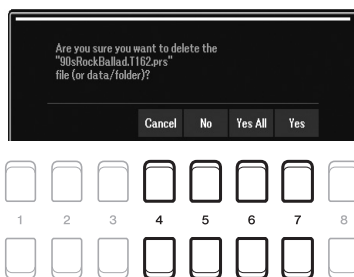 Are you sure you want to delete the
"90sRockBallad.T162.prs"
file (or data/folder)?
Cancel No Yes All Yes
1 2 3 4 5 6 7 8